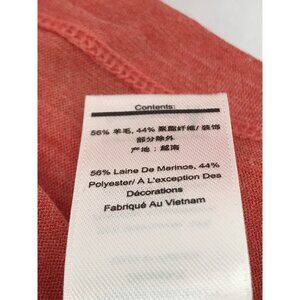 Contents:
56% 羊毛, 44% 聚酯纤维/ 装饰
部分除外
产地: 越南
56% Laine De Merinos, 44%
Polyester/ À L'exception Des
Décorations
Fabriqué Au Vietnam